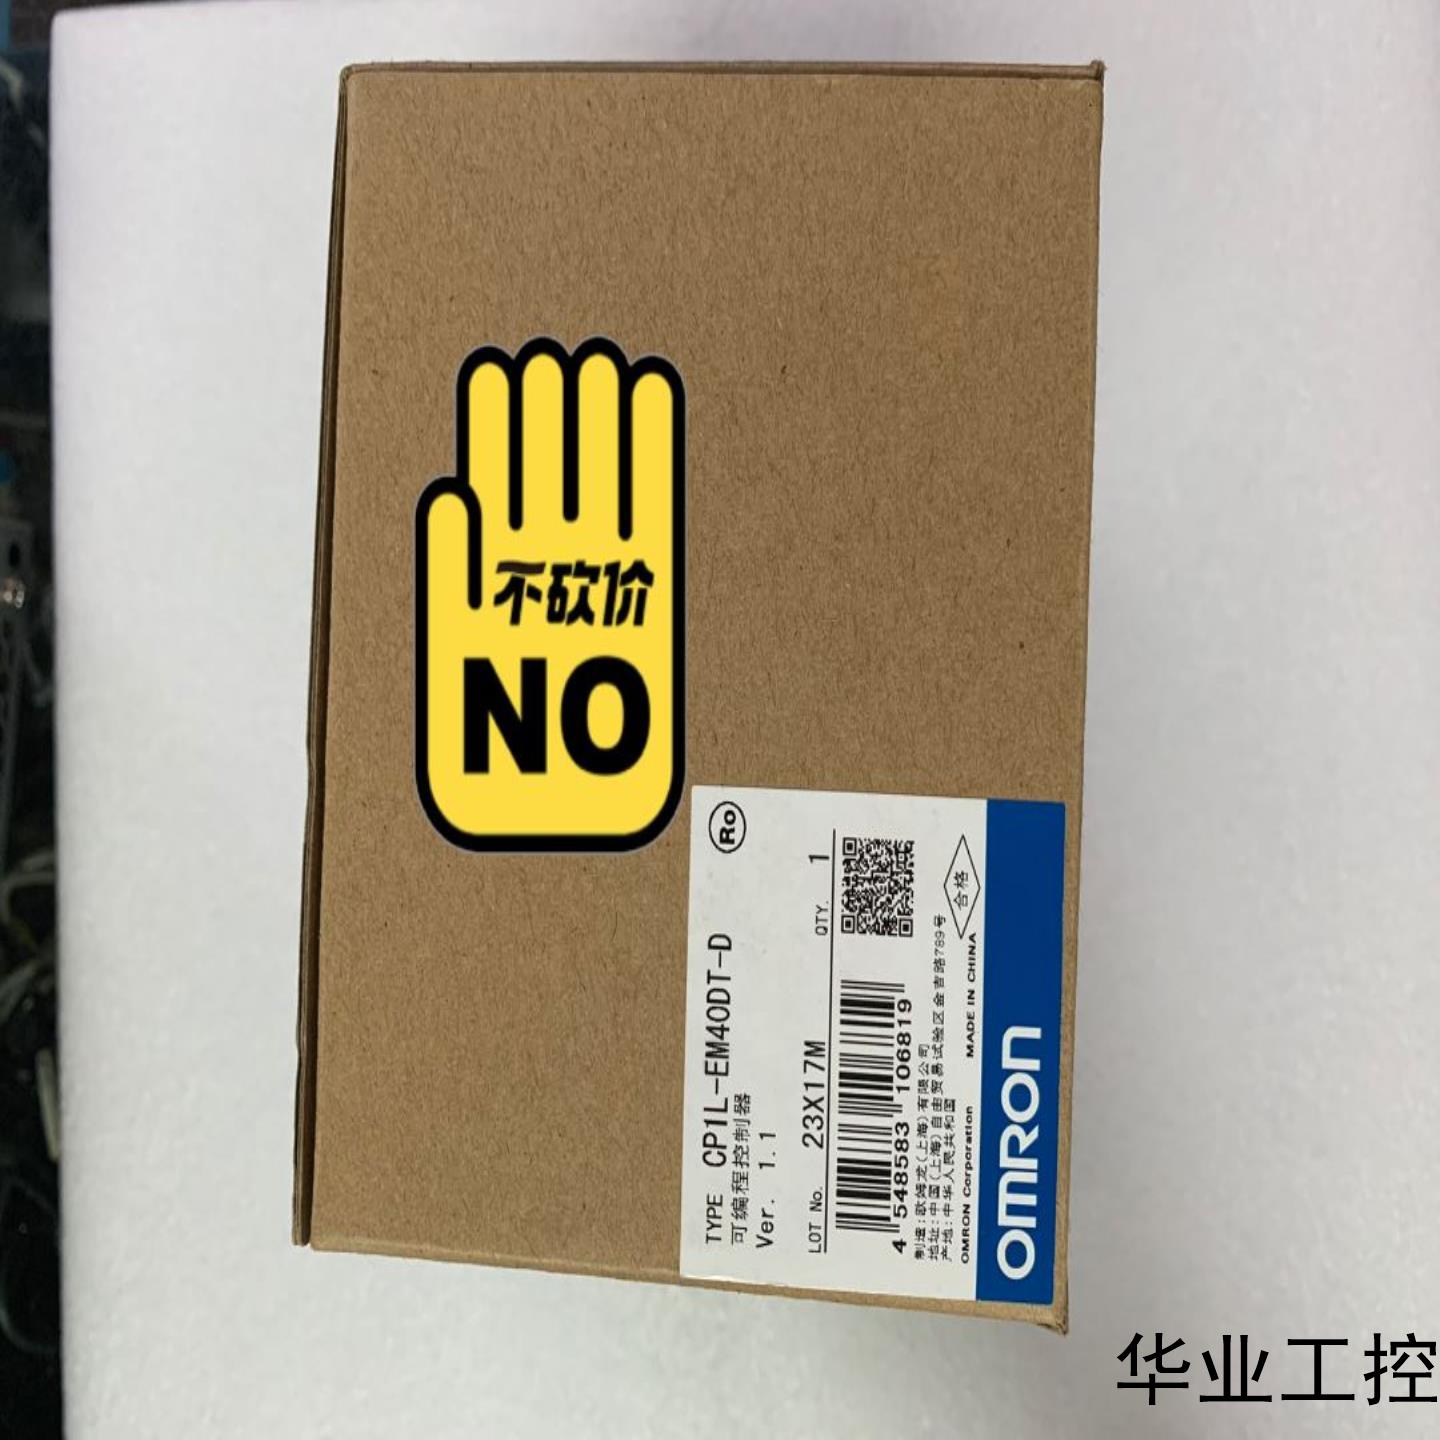 不砍价
NO
TYPE CP1L-EM40DT-D
可编程控制器
Ver. 1.1
Ro
LOT No. 23X17M
QTY. 1
4 548583 106819
制造:欧姆龙(上海)有限公司
地址:中国(上海)自由贸易试验区金吉路789号
产地:中华人民共和国
OMRON Corporation MADE IN CHINA
合格
OMRON
华业工控